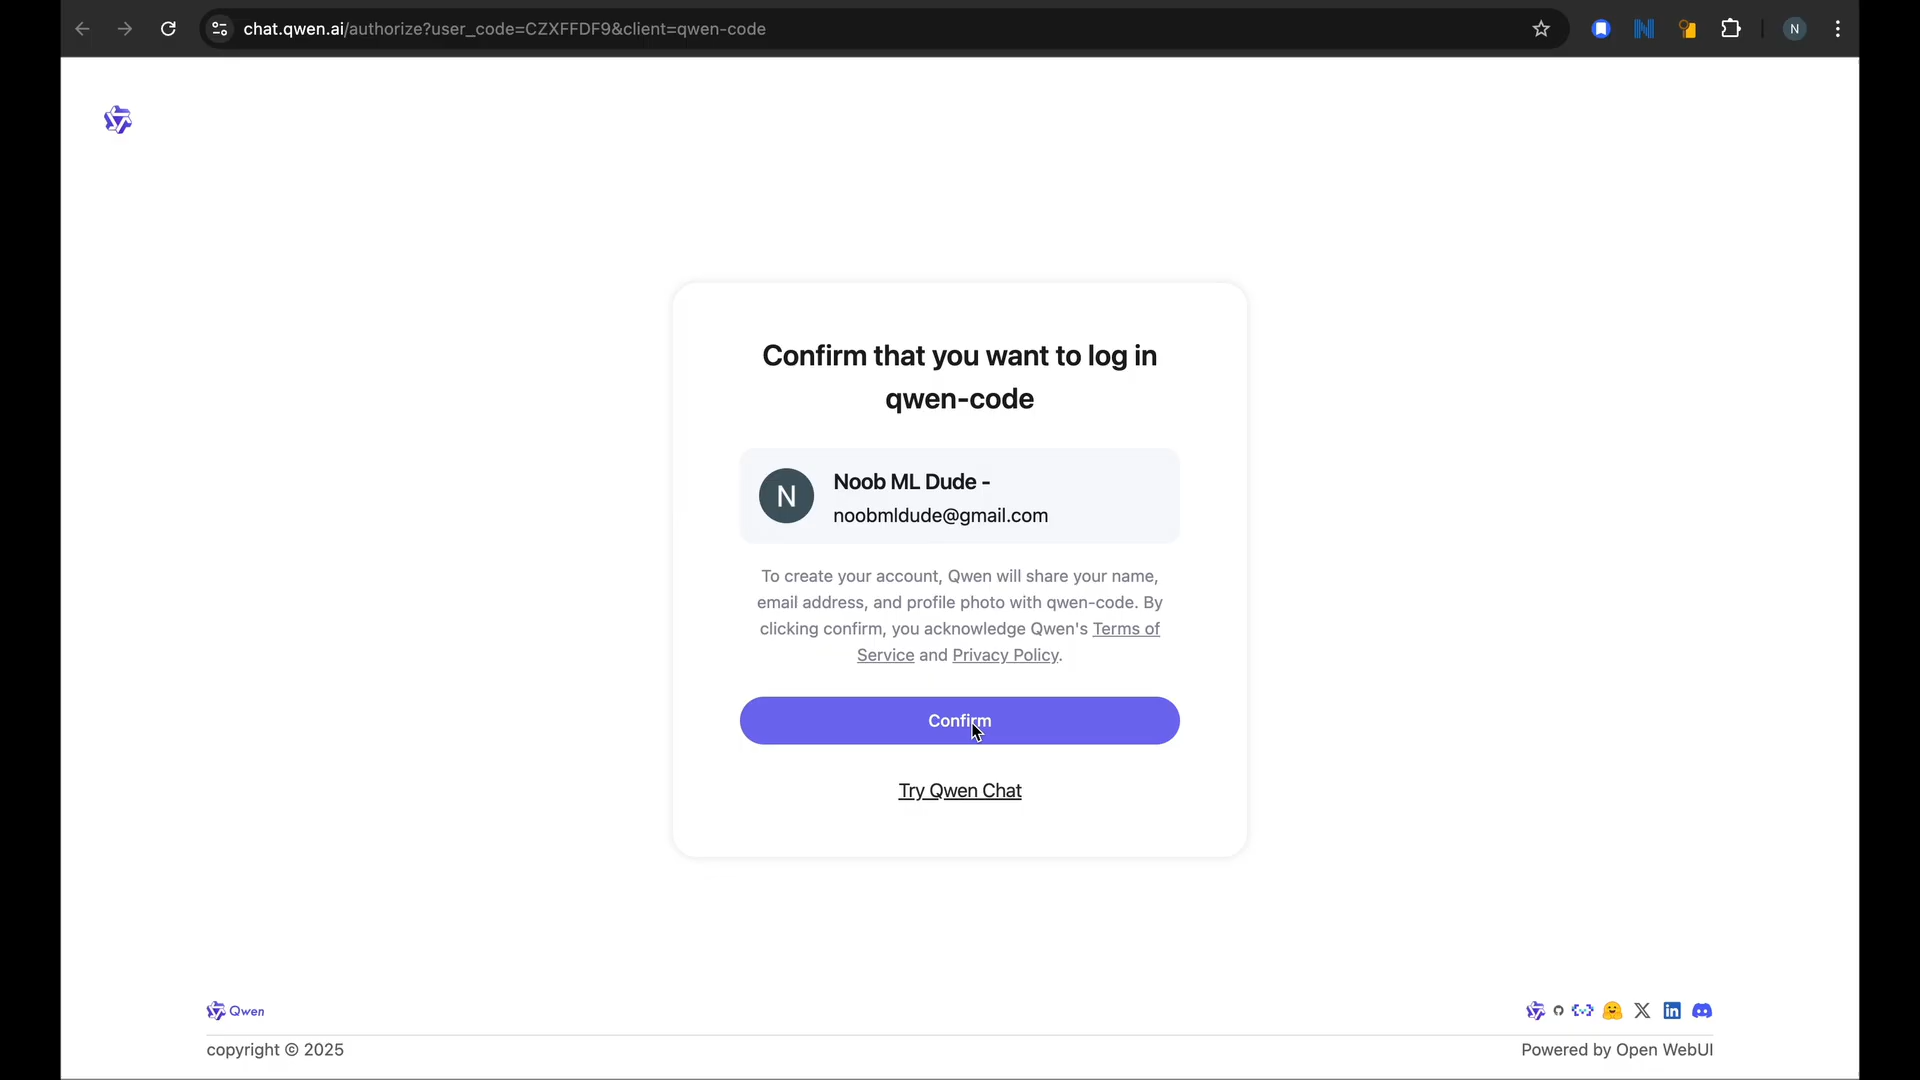 chat.qwen.ai/authorize?user_code=CZXFFDF9&client=qwen-code
N
Confirm that you want to log in
qwen-code
N
Noob ML Dude -
noobmldude@gmail.com
To create your account, Qwen will share your name,
email address, and profile photo with qwen-code. By
clicking confirm, you acknowledge Qwen's Terms of
Service and Privacy Policy.
Confirm
Try Qwen Chat
Qwen
copyright © 2025
Powered by Open WebUI